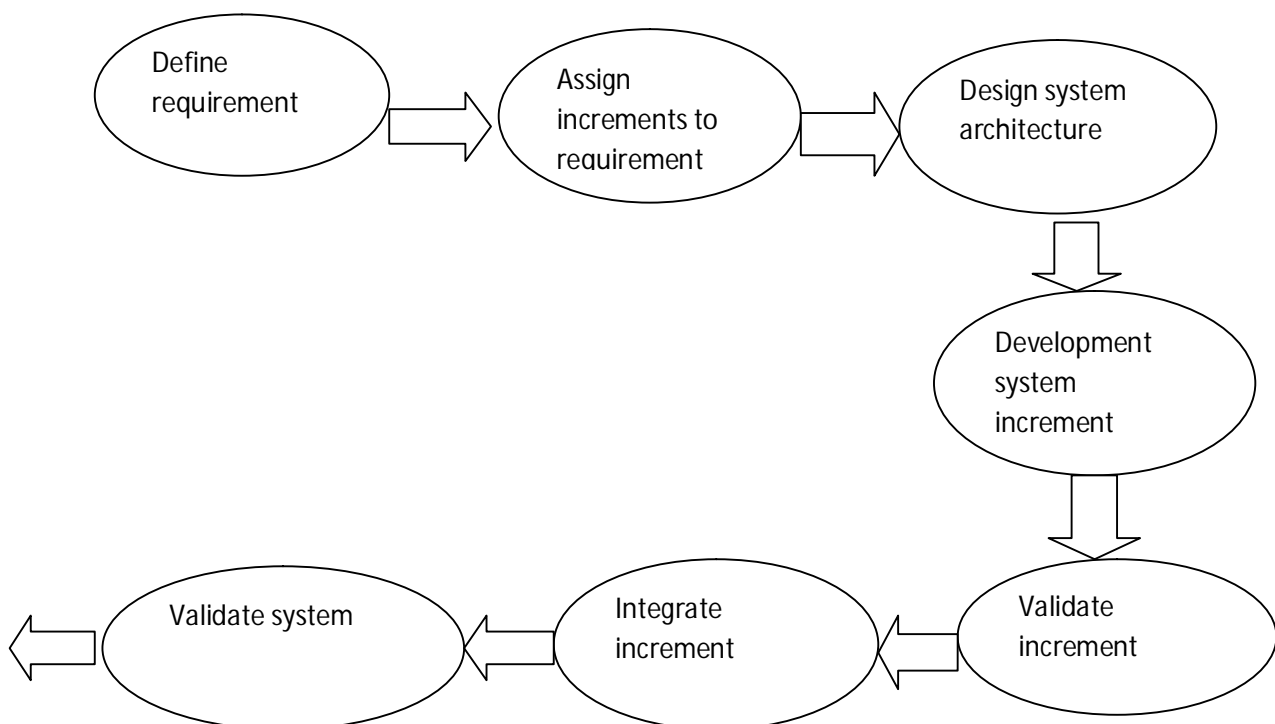 Define
requirement
Assign
increments to
requirement
Design system
architecture
Development
system
increment
Validate
increment
Integrate
increment
Validate system